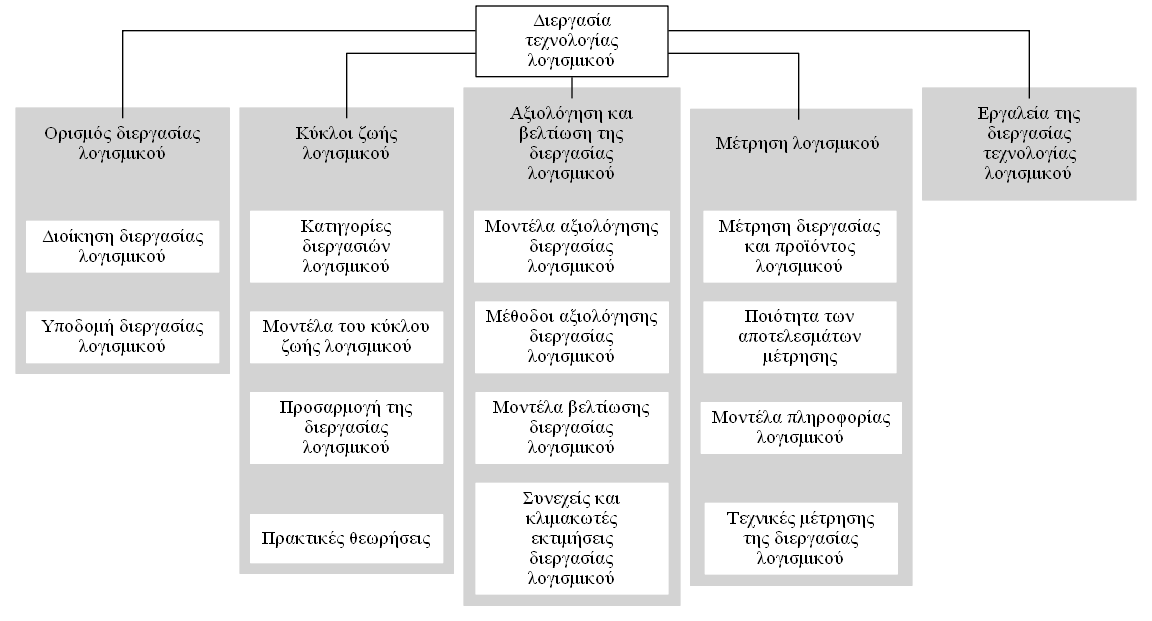 Διεργασία
τεχνολογίας
λογισμικού
Ορισμός διεργασίας
λογισμικού
Διοίκηση διεργασίας
λογισμικού
Υποδομή διεργασίας
λογισμικού
Κύκλοι ζωής
λογισμικού
Κατηγορίες
διεργασιών
λογισμικού
Μοντέλα του κύκλου
ζωής λογισμικού
Προσαρμογή της
διεργασίας
λογισμικού
Πρακτικές θεωρήσεις
Αξιολόγηση και
βελτίωση της
διεργασίας
λογισμικού
Μοντέλα αξιολόγησης
διεργασίας
λογισμικού
Μέθοδοι αξιολόγησης
διεργασίας
λογισμικού
Μοντέλα βελτίωσης
διεργασίας
λογισμικού
Συνεχείς και
κλιμακωτές
εκτιμήσεις
διεργασίας
λογισμικού
Μέτρηση λογισμικού
Μέτρηση διεργασίας
και προϊόντος
λογισμικού
Ποιότητα των
αποτελεσμάτων
μέτρησης
Μοντέλα πληροφορίας
λογισμικού
Τεχνικές μέτρησης
της διεργασίας
λογισμικού
Εργαλεία της
διεργασίας
τεχνολογίας
λογισμικού